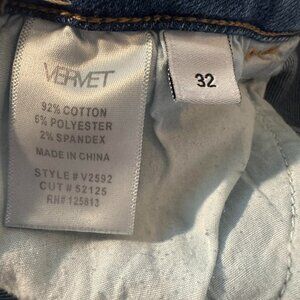 VERVET
92% COTTON
6% POLYESTER
2% SPANDEX
MADE IN CHINA
STYLE # V2592
CUT # 52125
RN# 125813
32